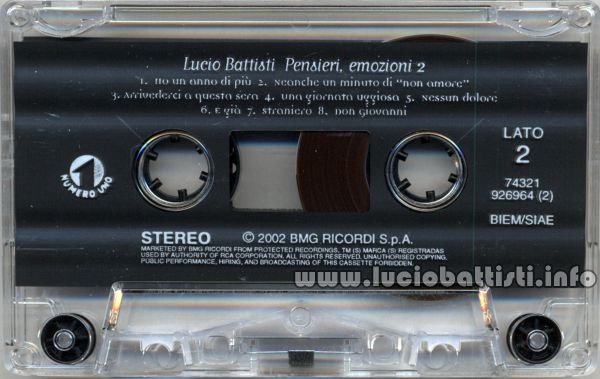 Lucio Battisti Pensieri, emozioni 2
1. Ho un anno di più 2. Neanche un minuto di "non amore"
3. Arrivederci a questa sera 4. Una giornata uggiosa 5. Nessun dolore
6. E già 7. Straniero 8. Don Giovanni
LATO
2
74321
926964 (2)
BIEM/SIAE
1
NUMERO UNO
STEREO
© 2002 BMG RICORDI S.p.A.
MARKETED BY BMG RICORDI FROM PROTECTED RECORDINGS, TM (S) MARCA (S) REGISTRADAS
USED BY AUTHORITY OF RCA CORPORATION, ALL RIGHTS RESERVED. UNAUTHORISED COPYING,
PUBLIC PERFORMANCE, HIRING, AND BROADCASTING OF THIS CASSETTE FORBIDDEN.
www.luciobattisti.info